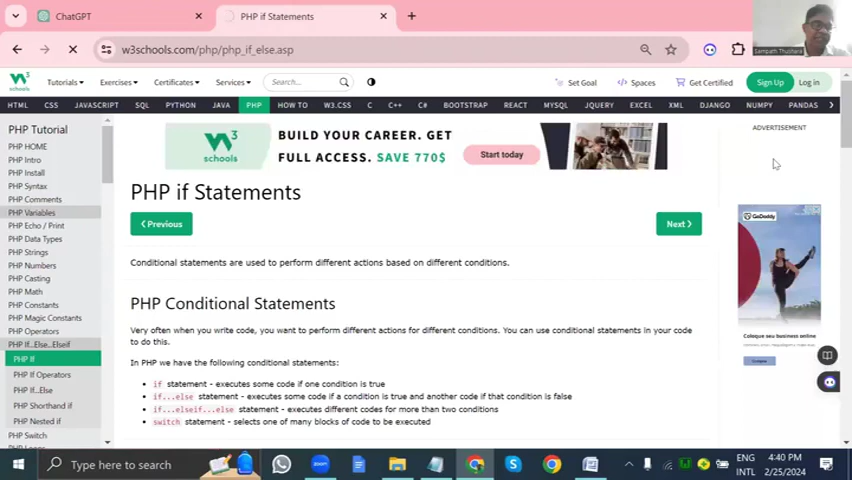 ChatGPT
PHP if Statements
w3schools.com/php/php_if_else.asp
Sampath Thushara
Tutorials
Exercises
Certificates
Services
Search...
Set Goal
Spaces
Get Certified
Sign Up
Log in
HTML CSS JAVASCRIPT SQL PYTHON JAVA PHP HOW TO W3.CSS C C++ C# BOOTSTRAP REACT MYSQL JQUERY EXCEL XML DJANGO NUMPY PANDAS
PHP Tutorial
PHP HOME
PHP Intro
PHP Install
PHP Syntax
PHP Comments
PHP Variables
PHP Echo / Print
PHP Data Types
PHP Strings
PHP Numbers
PHP Casting
PHP Math
PHP Constants
PHP Magic Constants
PHP Operators
PHP If...Else...Elseif
PHP If
PHP If Operators
PHP If...Else
PHP Shorthand if
PHP Nested if
PHP Switch
schools
BUILD YOUR CAREER. GET
FULL ACCESS. SAVE 770$
Start today
PHP if Statements
Previous
Next
Conditional statements are used to perform different actions based on different conditions.
PHP Conditional Statements
Very often when you write code, you want to perform different actions for different conditions. You can use conditional statements in your code
to do this.
In PHP we have the following conditional statements:
if statement - executes some code if one condition is true
if...else statement - executes some code if a condition is true and another code if that condition is false
if...elseif...else statement - executes different codes for more than two conditions
switch statement - selects one of many blocks of code to be executed
ADVERTISEMENT
GoDaddy
Coloque seu business online
Type here to search
ENG
INTL
4:40 PM
2/25/2024